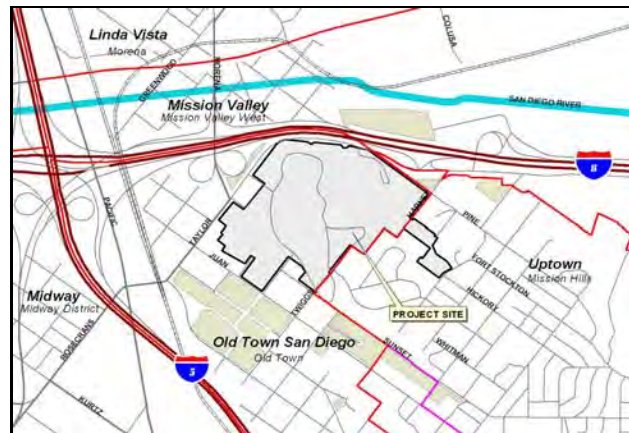 Linda Vista
Morena
GREENWOOD
MORENA
COLUSA
Mission Valley
Mission Valley West
SAN DIEGO RIVER
8
TAYLOR
PACIFIC
JUAN
HARNEY
PINE
FORT STOCKTON
Uptown
Mission Hills
HICKORY
Midway
Midway District
TWIGGS
PROJECT SITE
ROSECRANS
Old Town San Diego
Old Town
SUNSET
WHITMAN
5
KURTZ